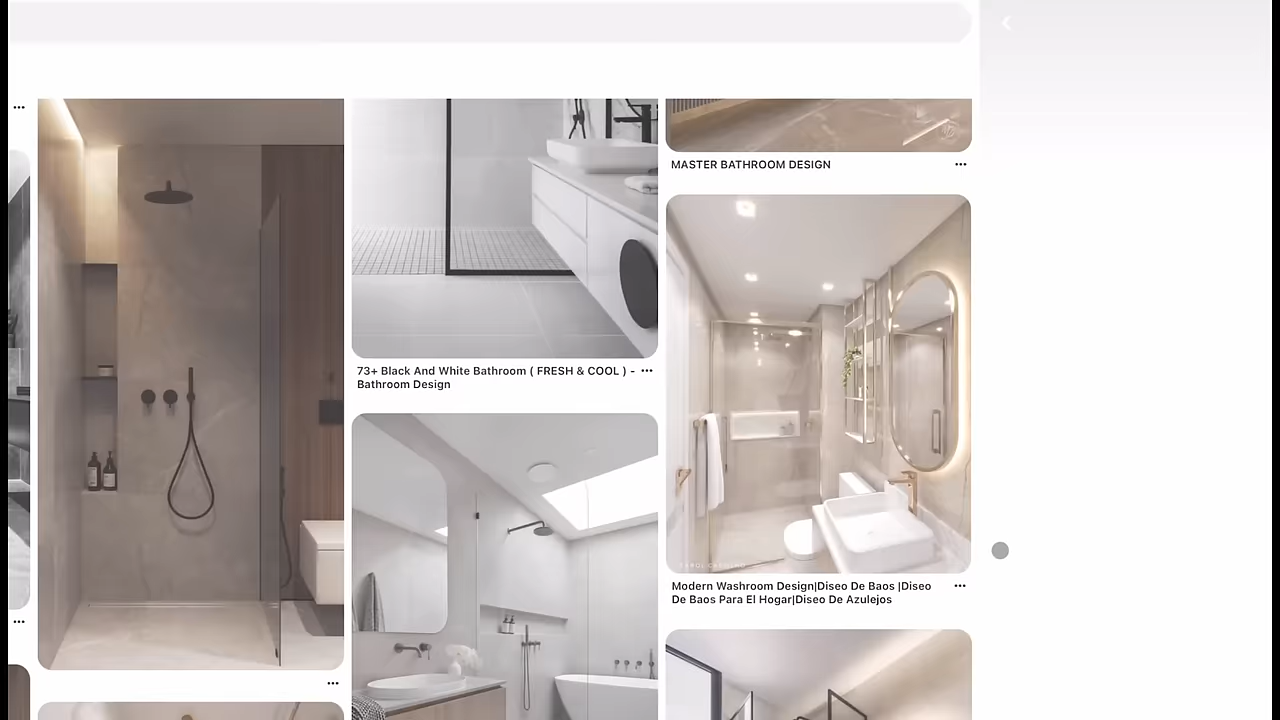 MASTER BATHROOM DESIGN
73+ Black And White Bathroom ( FRESH & COOL ) -
Bathroom Design
Modern Washroom Design|Diseo De Baos |Diseo
De Baos Para El Hogar|Diseo De Azulejos